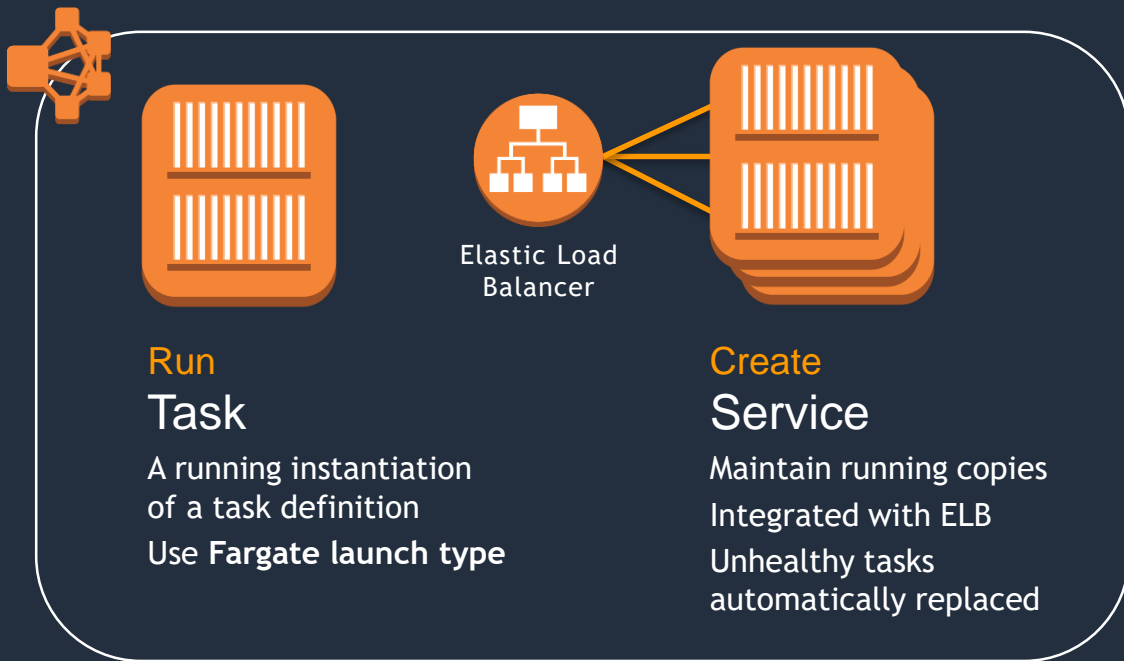 Elastic Load
Balancer
Run
Task
A running instantiation
of a task definition
Use Fargate launch type
Create
Service
Maintain running copies
Integrated with ELB
Unhealthy tasks
automatically replaced